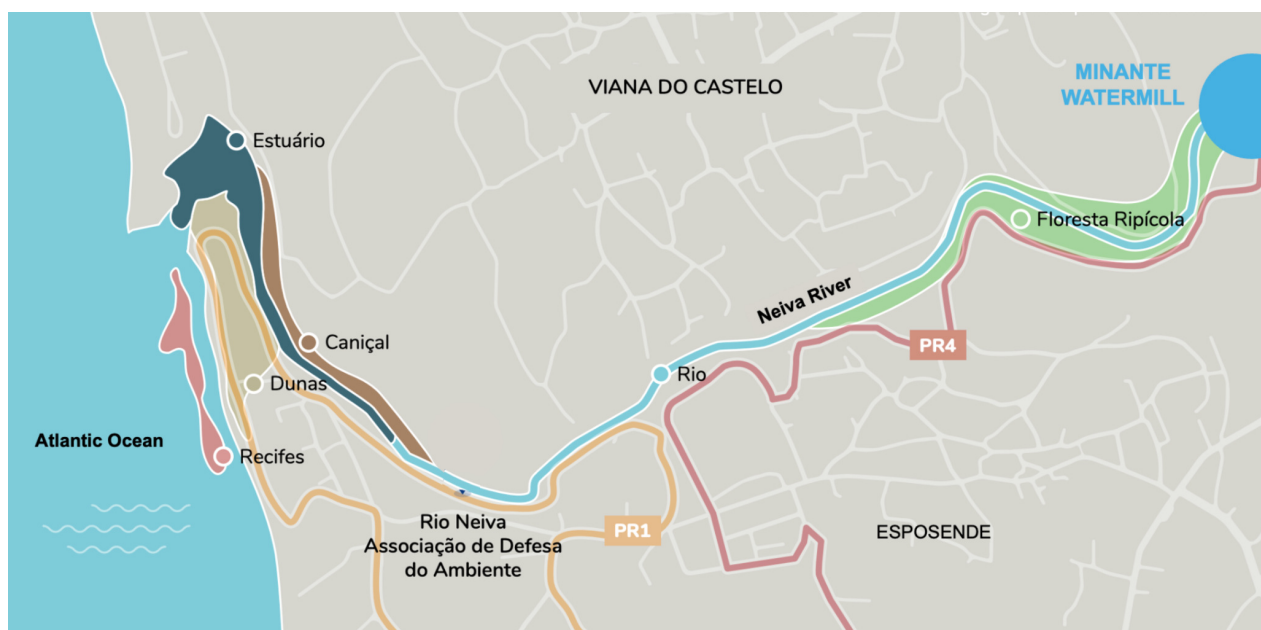 VIANA DO CASTELO
MINANTE
WATERMILL
Estuário
Floresta Ripícola
Neiva River
Caniçal
PR4
Rio
Dunas
Atlantic Ocean
Recifes
Rio Neiva
Associação de Defesa
do Ambiente
PR1
ESPOSENDE